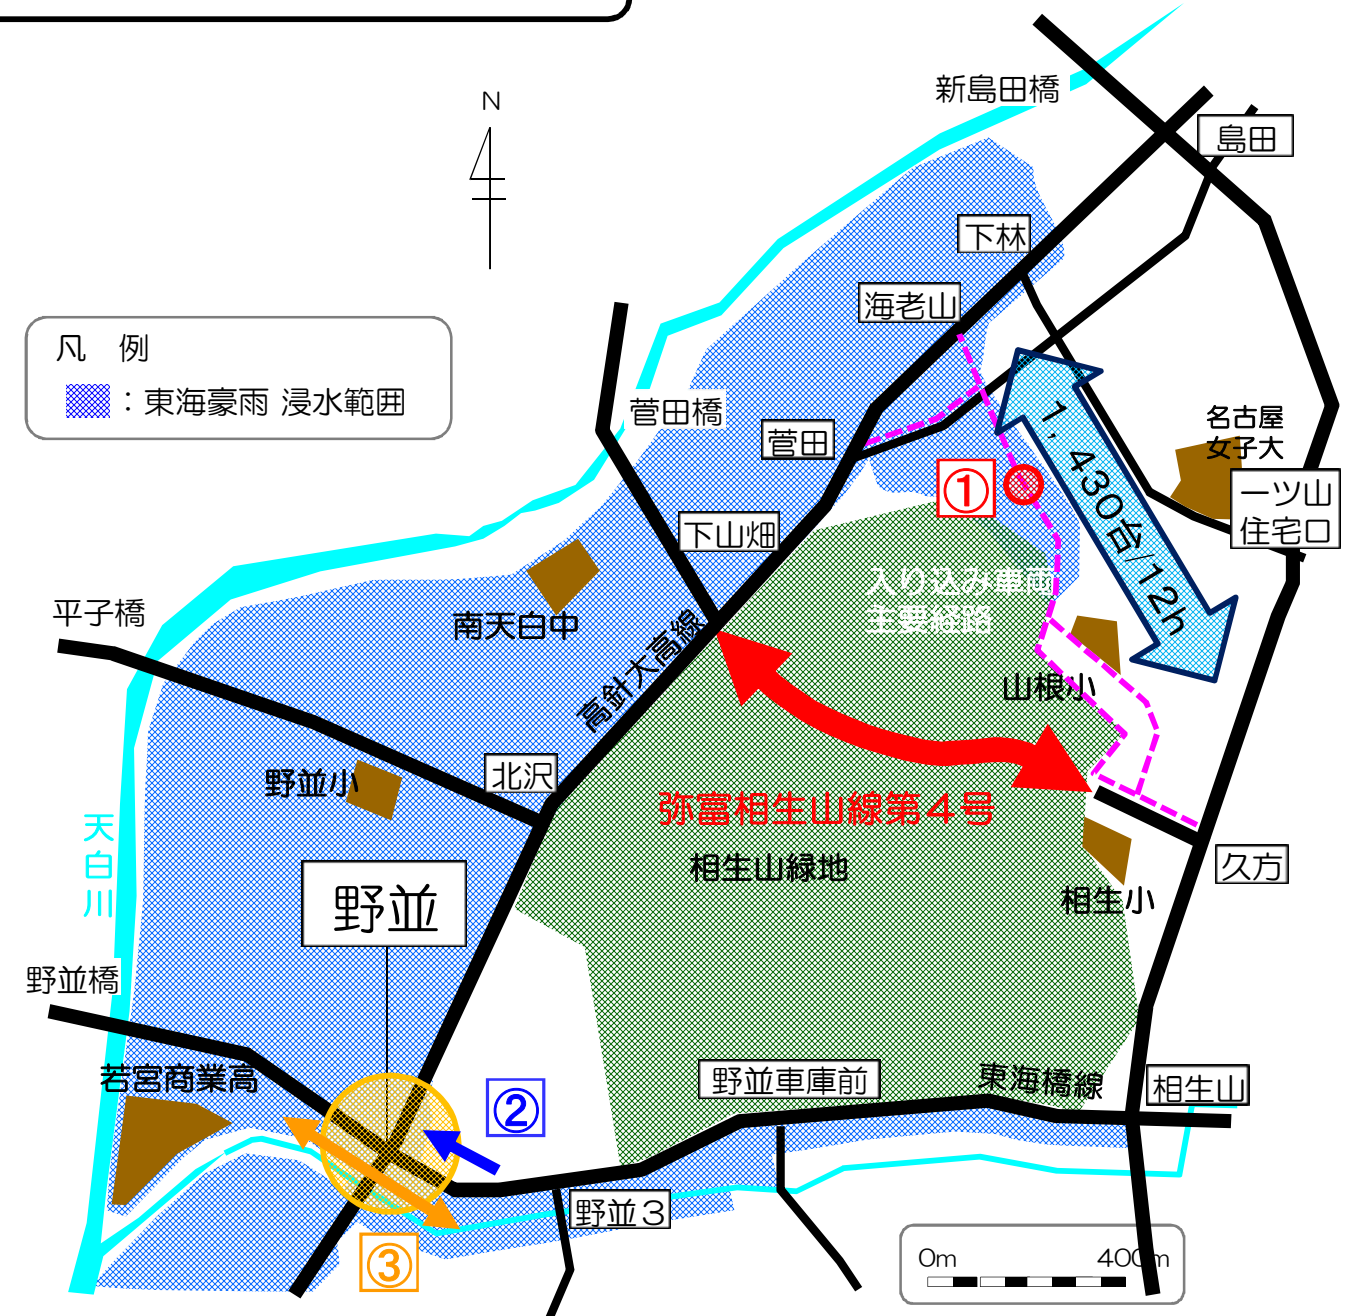 新島田橋
N
島田
下林
海老山
凡　例
：東海豪雨 浸水範囲
菅田橋
菅田
名古屋
女子大
1，430台/12h
①
一ツ山
住宅口
下山畑
入り込み車両
主要経路
平子橋
南天白中
高針大高線
山根小
北沢
野並小
弥富相生山線第４号
天白川
相生山緑地
久方
野並
相生小
野並橋
若宮商業高
野並車庫前
東海橋線
相生山
②
野並３
③
0m
400m